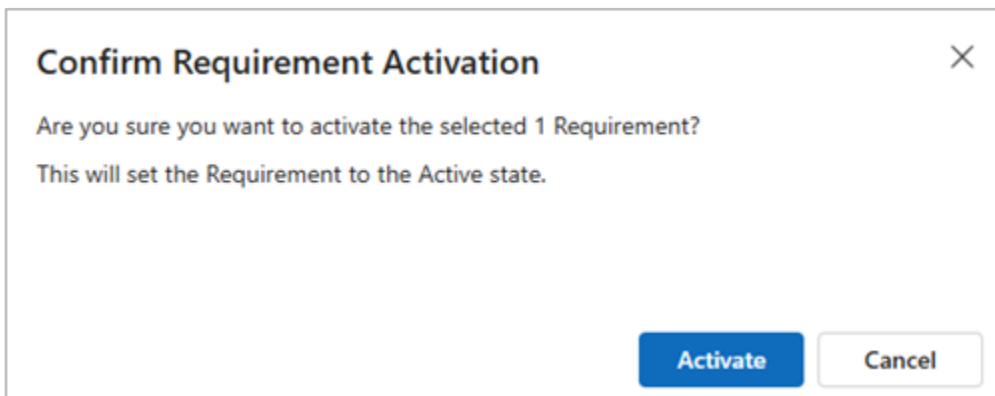 Confirm Requirement Activation
Are you sure you want to activate the selected 1 Requirement?
This will set the Requirement to the Active state.
Activate
Cancel